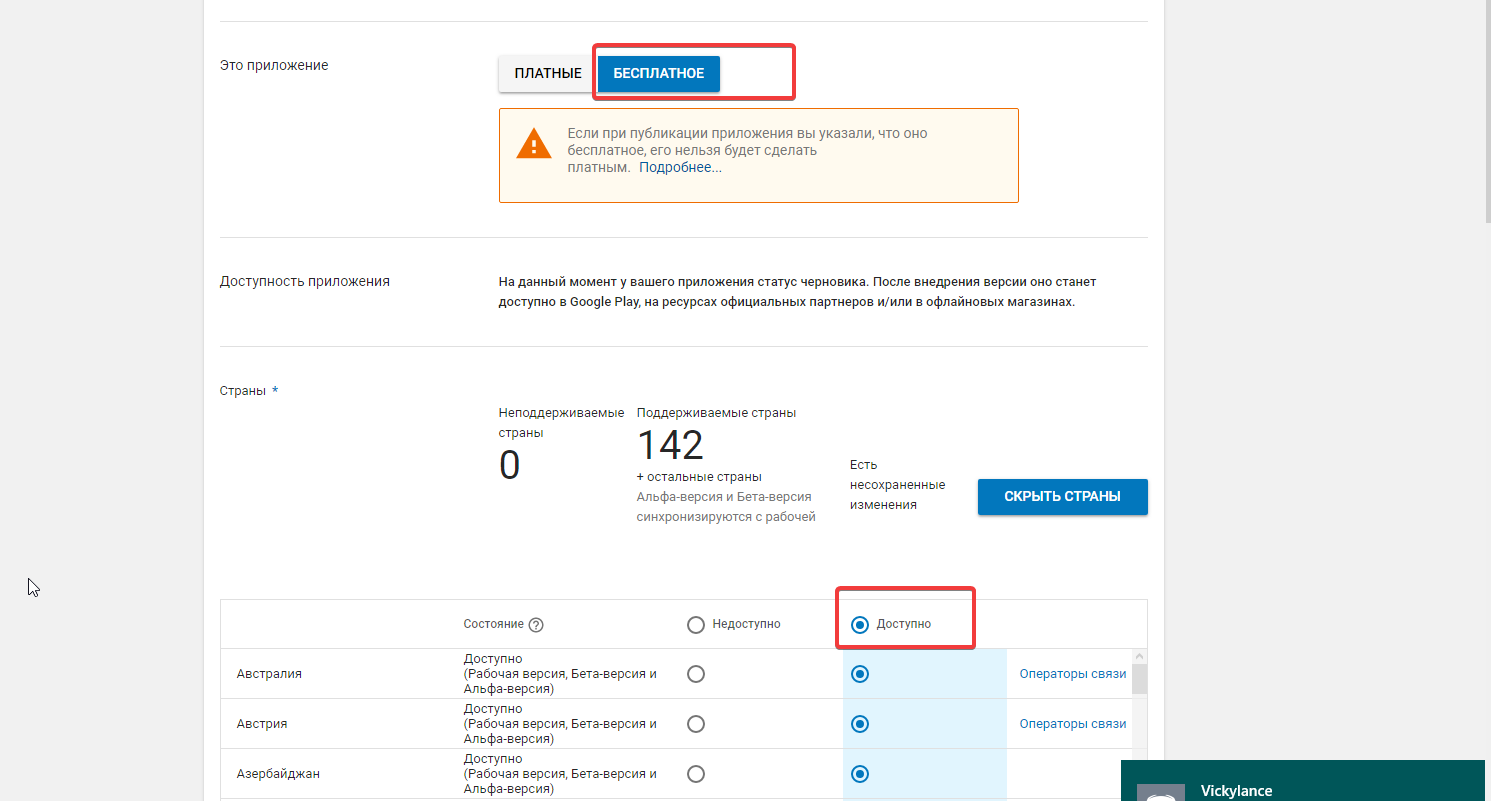 Это приложение
ПЛАТНЫЕ
БЕСПЛАТНОЕ
Если при публикации приложения вы указали, что оно
бесплатное, его нельзя будет сделать
платным. Подробнее...
Доступность приложения
На данный момент у вашего приложения статус черновика. После внедрения версии оно станет
доступно в Google Play, на ресурсах официальных партнеров и/или в офлайновых магазинах.
Страны *
Неподдерживаемые
страны
0
Поддерживаемые страны
142
+ остальные страны
Альфа-версия и Бета-версия
синхронизируются с рабочей
Есть
несохраненные
изменения
СКРЫТЬ СТРАНЫ
Состояние ?
Недоступно
Доступно
Австралия
Доступно
(Рабочая версия, Бета-версия и
Альфа-версия)
Операторы связи
Австрия
Доступно
(Рабочая версия, Бета-версия и
Альфа-версия)
Операторы связи
Азербайджан
Доступно
(Рабочая версия, Бета-версия и
Альфа-версия)
Vickylance